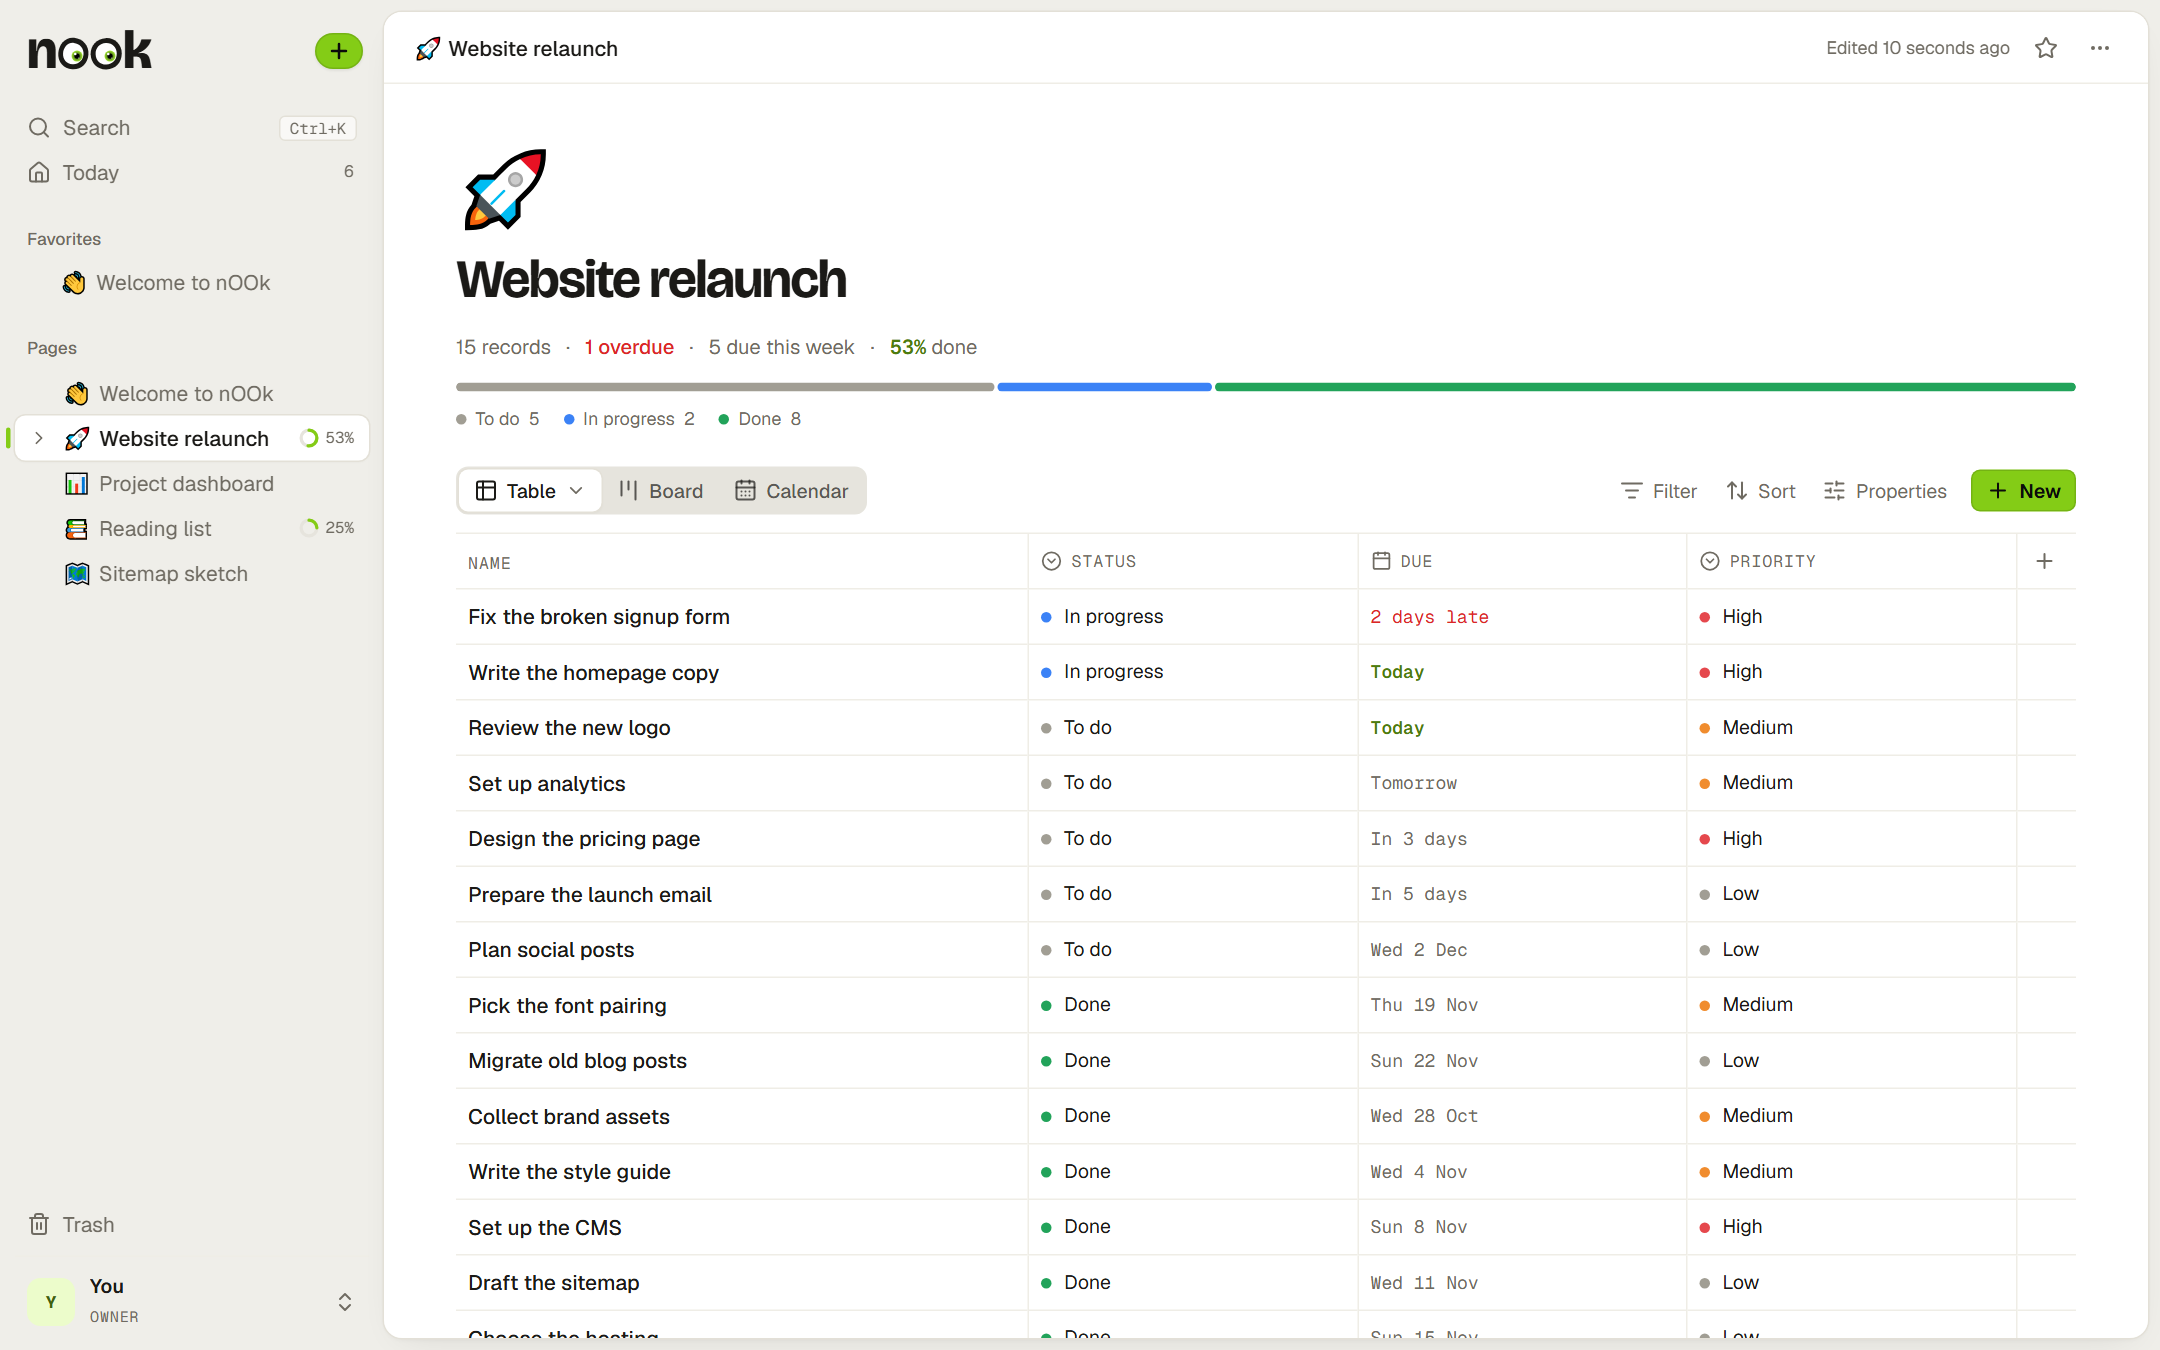 nook
Search Ctrl+K
Today 6
Favorites
Welcome to nOOk
Pages
Welcome to nOOk
Website relaunch 53%
Project dashboard
Reading list 25%
Sitemap sketch
Trash
Y You
OWNER
Website relaunch Edited 10 seconds ago
Website relaunch
15 records · 1 overdue · 5 due this week · 53% done
To do 5 In progress 2 Done 8
Table Board Calendar Filter Sort Properties New
NAME STATUS DUE PRIORITY
Fix the broken signup form In progress 2 days late High
Write the homepage copy In progress Today High
Review the new logo To do Today Medium
Set up analytics To do Tomorrow Medium
Design the pricing page To do In 3 days High
Prepare the launch email To do In 5 days Low
Plan social posts To do Wed 2 Dec Low
Pick the font pairing Done Thu 19 Nov Medium
Migrate old blog posts Done Sun 22 Nov Low
Collect brand assets Done Wed 28 Oct Medium
Write the style guide Done Wed 4 Nov Medium
Set up the CMS Done Sun 8 Nov High
Draft the sitemap Done Wed 11 Nov Low
Choose the hosting Done Sun 15 Nov Low